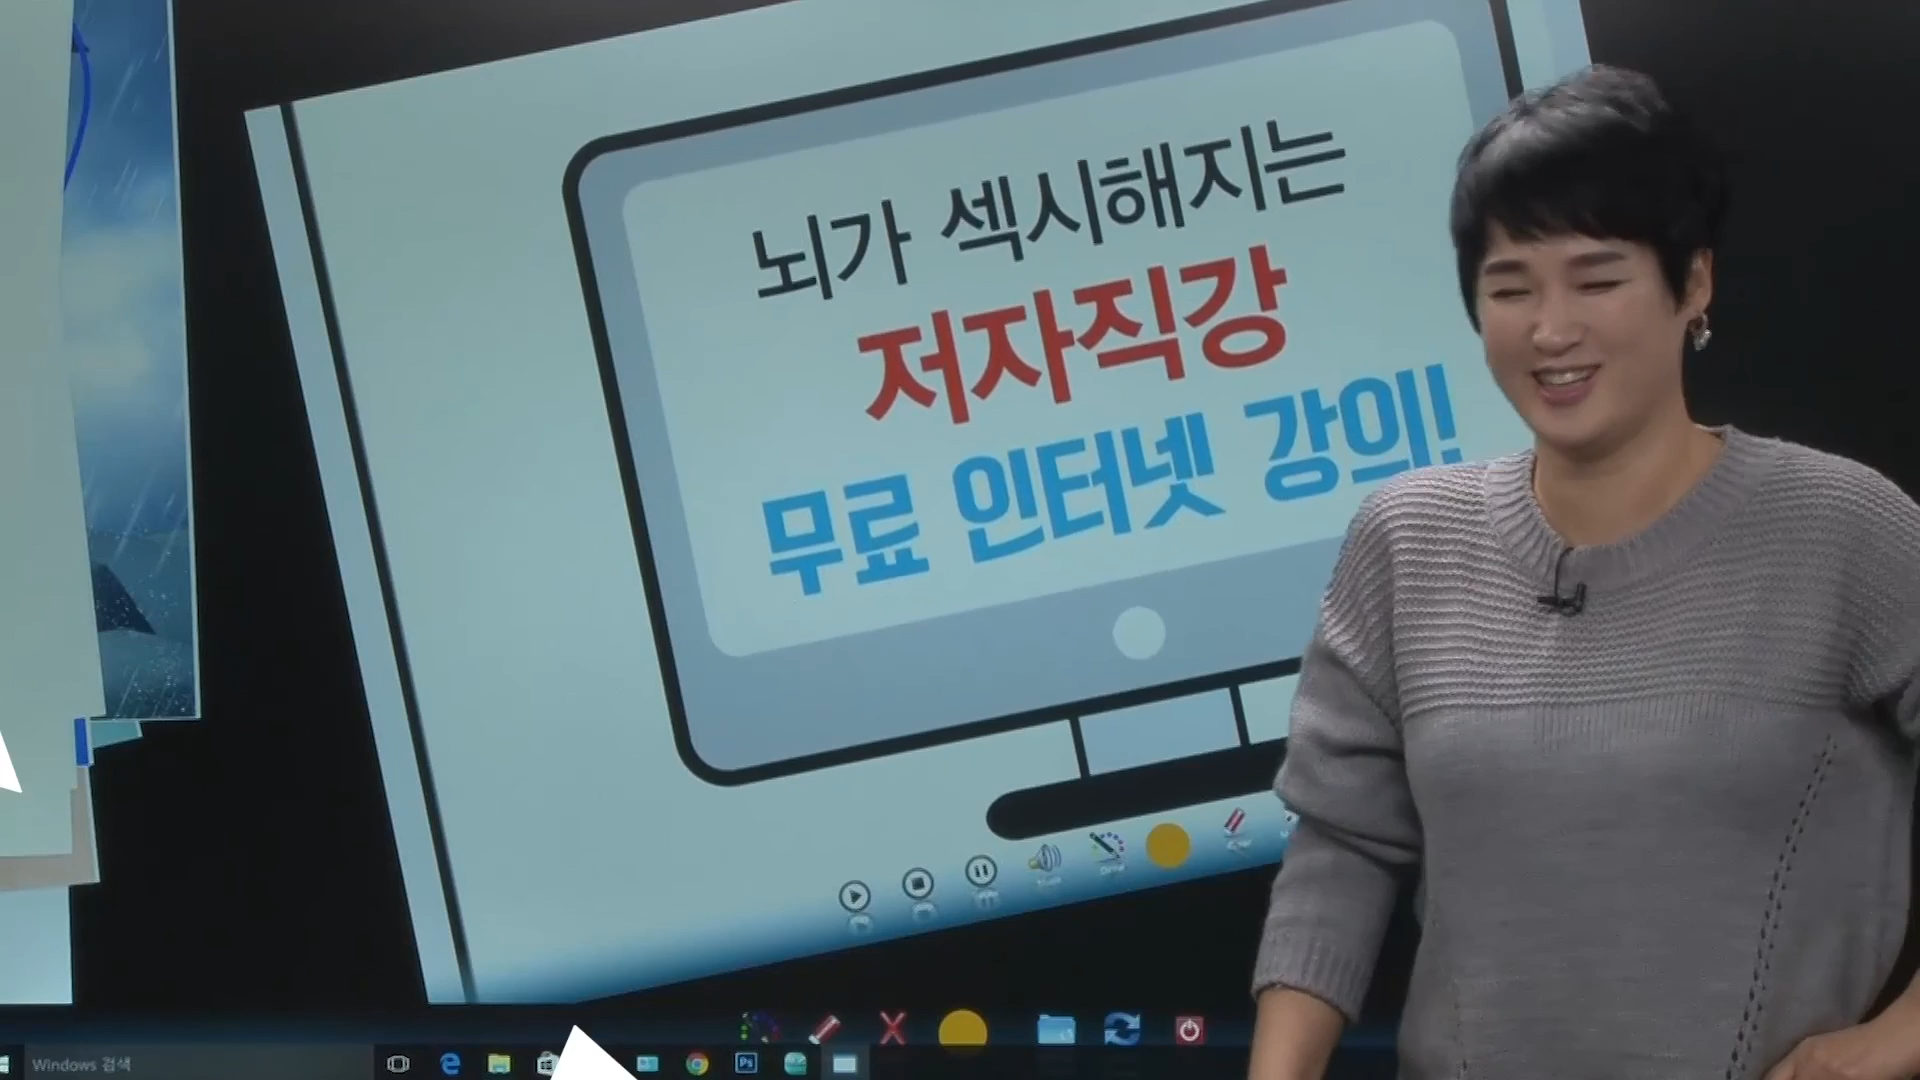 뇌가 섹시해지는
저자직강
무료 인터넷 강의!
Windows 검색
Ps